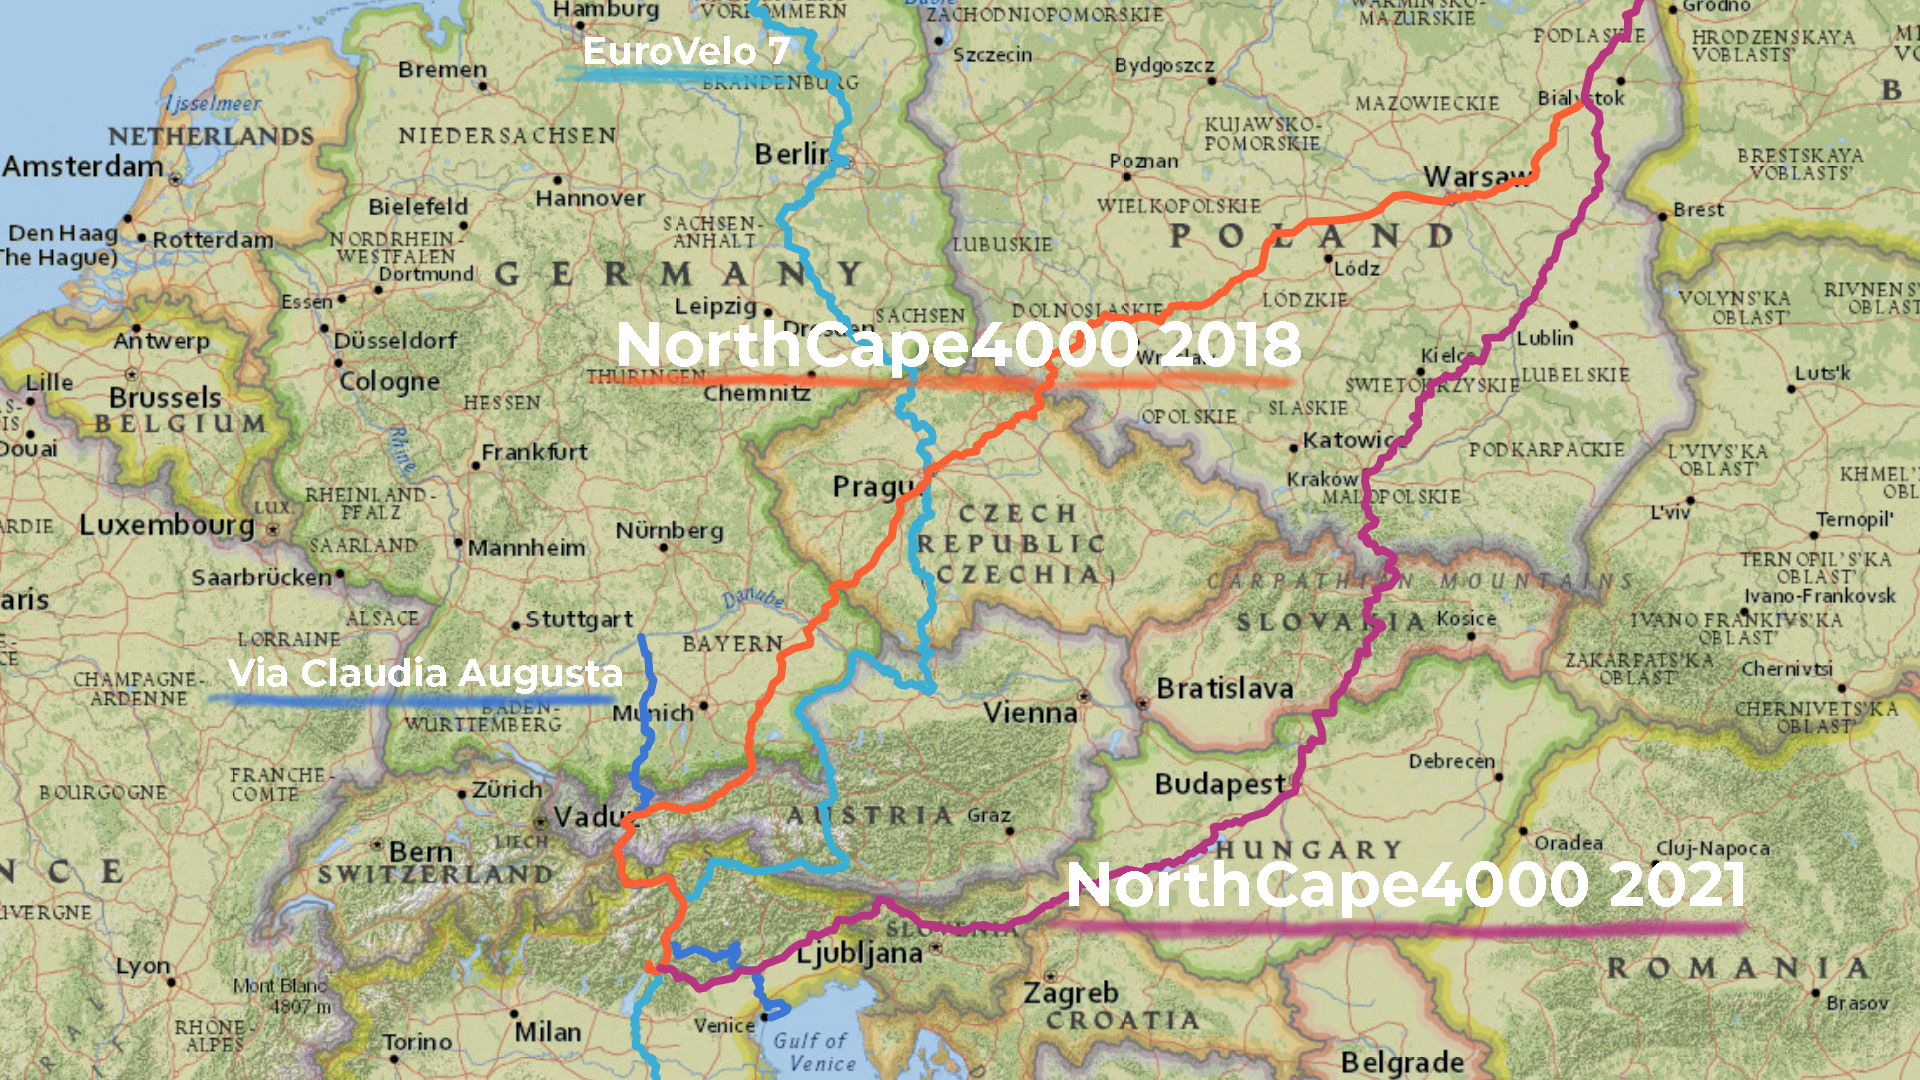 Hamburg
VORPOMMERN
ZACHODNIOPOMORSKIE
WARMINSKO-
MAZURSKIE
Grodno
EuroVelo 7
Bremen
Szczecin
Bydgoszcz
PODLASKIE
HRODZENSKAYA
VOBLASTS'
BRANDENBURG
B
Ijsselmeer
MAZOWIECKIE
Bialystok
NETHERLANDS
NIEDERSACHSEN
KUJAWSKO-
POMORSKIE
Amsterdam
Berlin
Poznan
BRESTSKAYA
VOBLASTS'
Warsaw
Hannover
Bielefeld
WIELKOPOLSKIE
Brest
SACHSEN-
ANHALT
Den Haag
The Hague)
Rotterdam
NORDRHEIN-
WESTFALEN
LUBUSKIE
POLAND
Dortmund
GERMANY
Lódz
Essen
Leipzig
SACHSEN
DOLNOSLASKIE
LÓDZKIE
VOLYNS'KA
OBLAST'
RIVNENS'
OBLAST
Dresden
Antwerp
Düsseldorf
NorthCape4000 2018
Wroclaw
Kielce
Lublin
Lille
Cologne
THURINGEN
Chemnitz
SWIETOKRZYSKIE
LUBELSKIE
Luts'k
Brussels
BELGIUM
HESSEN
OPOLSKIE
SLASKIE
Douai
Rhine
Frankfurt
Katowice
PODKARPACKIE
L'VIVS'KA
OBLAST'
KHMEL'
OBL
Prague
Kraków
MALOPOLSKIE
RHEINLAND-
PFALZ
LUX.
ARDIE
Luxembourg
CZECH
REPUBLIC
(CZECHIA)
L'viv
Ternopil'
Nürnberg
SAARLAND
Mannheim
TERNOPIL'S'KA
OBLAST'
Saarbrücken
CARPATHIAN MOUNTAINS
Ivano-Frankovsk
aris
Danube
ALSACE
Stuttgart
SLOVAKIA
Kosice
IVANO FRANKIVS'KA
OBLAST'
LORRAINE
BAYERN
Via Claudia Augusta
CHAMPAGNE-
ARDENNE
ZAKARPATS'KA
OBLAST'
Chernivtsi
Bratislava
BADEN-
WURTTEMBERG
Munich
Vienna
CHERNIVETS'KA
OBLAST'
Debrecen
BOURGOGNE
FRANCHE-
COMTE
Zürich
Budapest
Vaduz
AUSTRIA
Graz
LIECH
Bern
SWITZERLAND
HUNGARY
Oradea
Cluj-Napoca
NCE
NorthCape4000 2021
UVERGNE
SLOVENIA
Ljubljana
Lyon
ROMANIA
Mont Blanc
4807 m
Zagreb
CROATIA
Brasov
RHONE-
ALPES
Torino
Milan
Venice
Gulf of
Venice
Belgrade